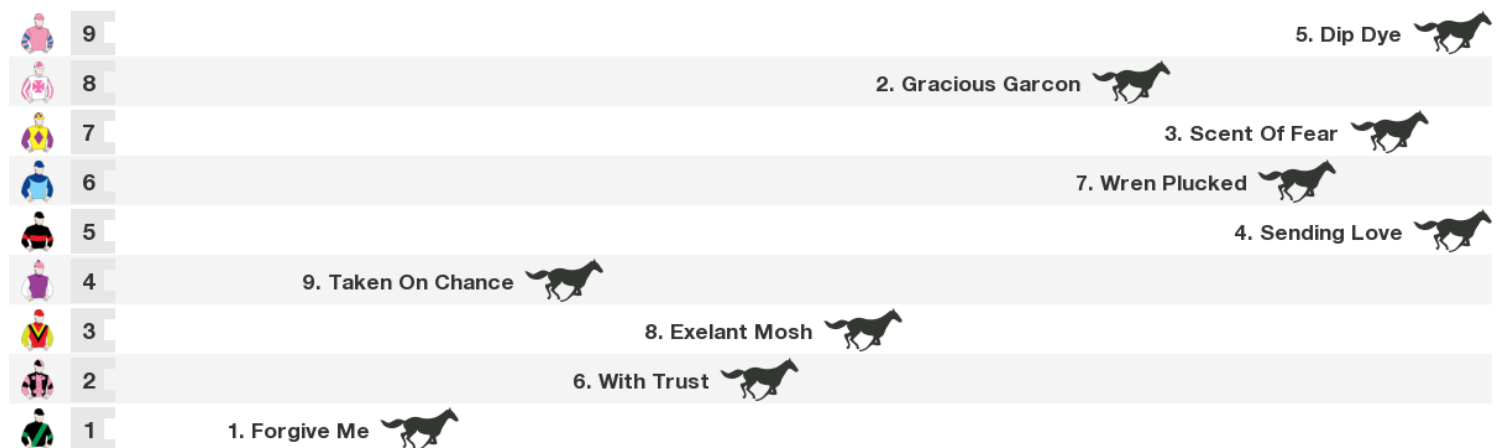 9 5. Dip Dye
8 2. Gracious Garcon
7 3. Scent Of Fear
6 7. Wren Plucked
5 4. Sending Love
4 9. Taken On Chance
3 8. Exelant Mosh
2 6. With Trust
1 1. Forgive Me